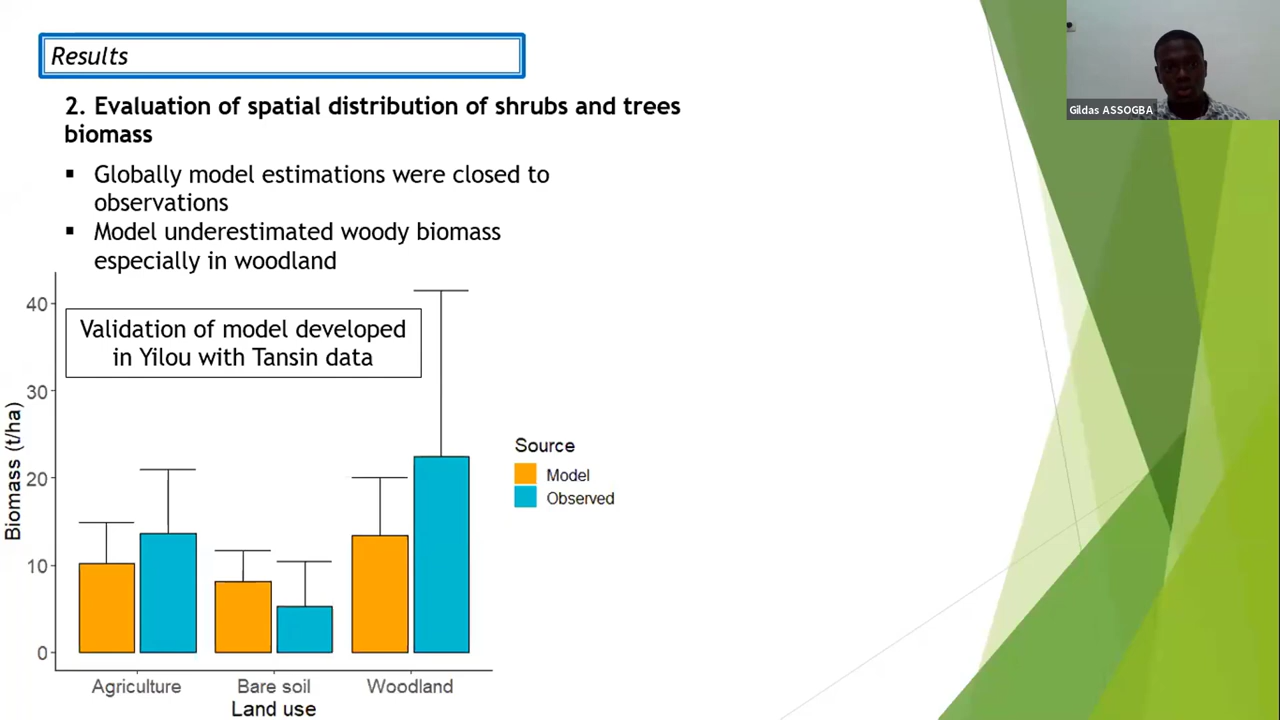 Results
Gildas ASSOGBA
2. Evaluation of spatial distribution of shrubs and trees
biomass
▪ Globally model estimations were closed to
observations
▪ Model underestimated woody biomass
especially in woodland
Validation of model developed
in Yilou with Tansin data
40
30
20
10
0
Biomass (t/ha)
Source
Model
Observed
Agriculture
Bare soil
Woodland
Land use